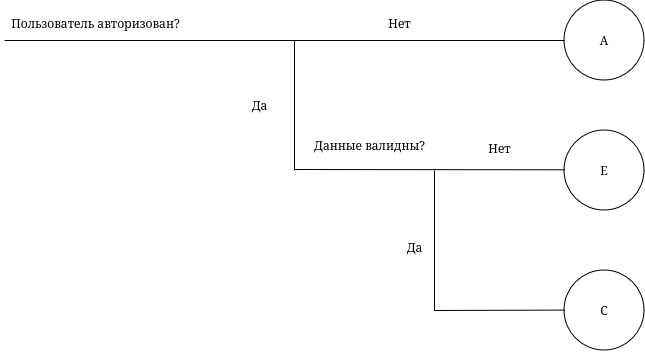 Пользователь авторизован?
Нет
A
Да
Данные валидны?
Нет
E
Да
C